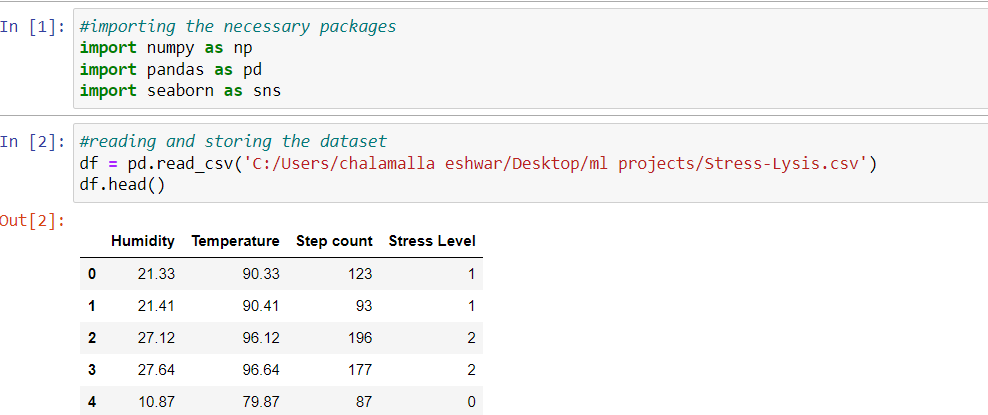 In [1]: #importing the necessary packages
import numpy as np
import pandas as pd
import seaborn as sns
In [2]: #reading and storing the dataset
df = pd.read_csv('C:/Users/chalamalla eshwar/Desktop/ml projects/Stress-Lysis.csv')
df.head()
Out[2]:
Humidity Temperature Step count Stress Level
0 21.33 90.33 123 1
1 21.41 90.41 93 1
2 27.12 96.12 196 2
3 27.64 96.64 177 2
4 10.87 79.87 87 0